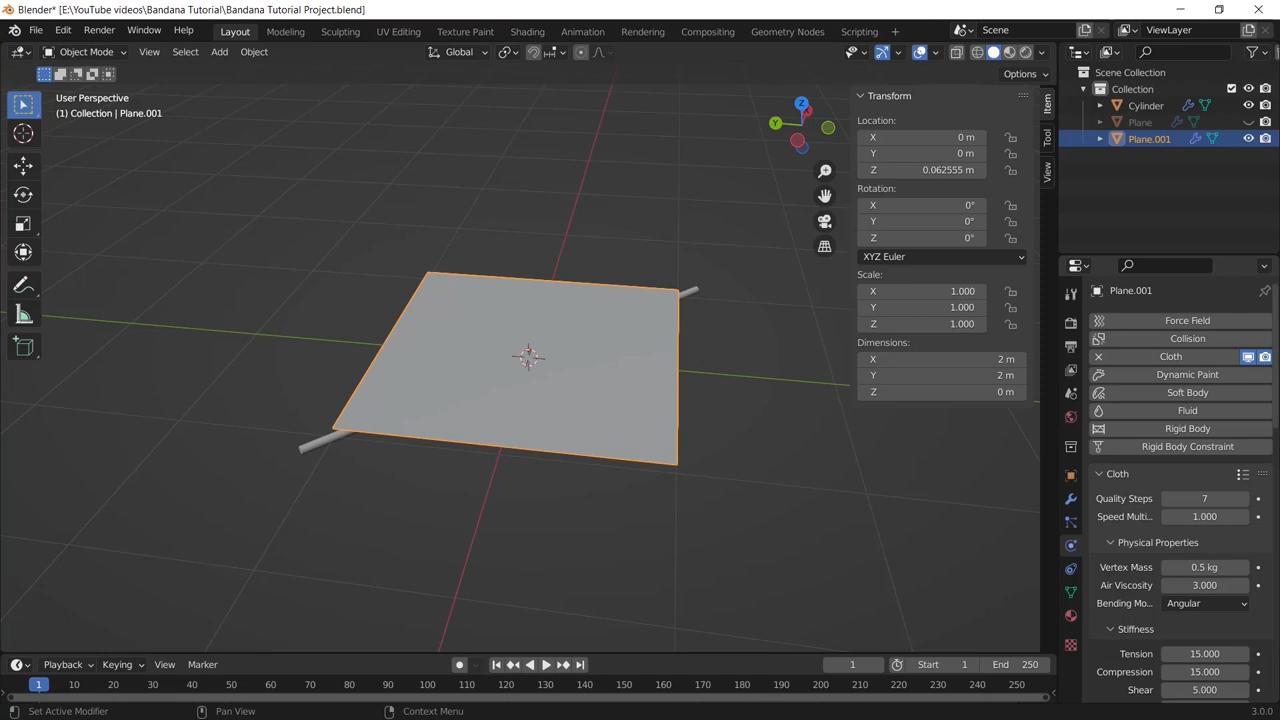 Blender* [E:\YouTube videos\Bandana Tutorial\Bandana Tutorial Project.blend]
File Edit Render Window Help Layout Modeling Sculpting UV Editing Texture Paint Shading Animation Rendering Compositing Geometry Nodes Scripting + Scene ViewLayer
Object Mode View Select Add Object Global
Options
User Perspective
(1) Collection | Plane.001
Transform
Location:
X 0 m
Y 0 m
Z 0.062555 m
Rotation:
X 0°
Y 0°
Z 0°
XYZ Euler
Scale:
X 1.000
Y 1.000
Z 1.000
Dimensions:
X 2 m
Y 2 m
Z 0 m
Item
Tool
View
Z
Y
Scene Collection
Collection
Cylinder
Plane
Plane.001
Plane.001
Force Field
Collision
Cloth
Dynamic Paint
Soft Body
Fluid
Rigid Body
Rigid Body Constraint
Cloth
Quality Steps 7
Speed Multi... 1.000
Physical Properties
Vertex Mass 0.5 kg
Air Viscosity 3.000
Bending Mo... Angular
Stiffness
Tension 15.000
Compression 15.000
Shear 5.000
Playback Keying View Marker 1 Start 1 End 250
1 10 20 30 40 50 60 70 80 90 100 110 120 130 140 150 160 170 180 190 200 210 220 230 240 250
Set Active Modifier Pan View Context Menu 3.0.0